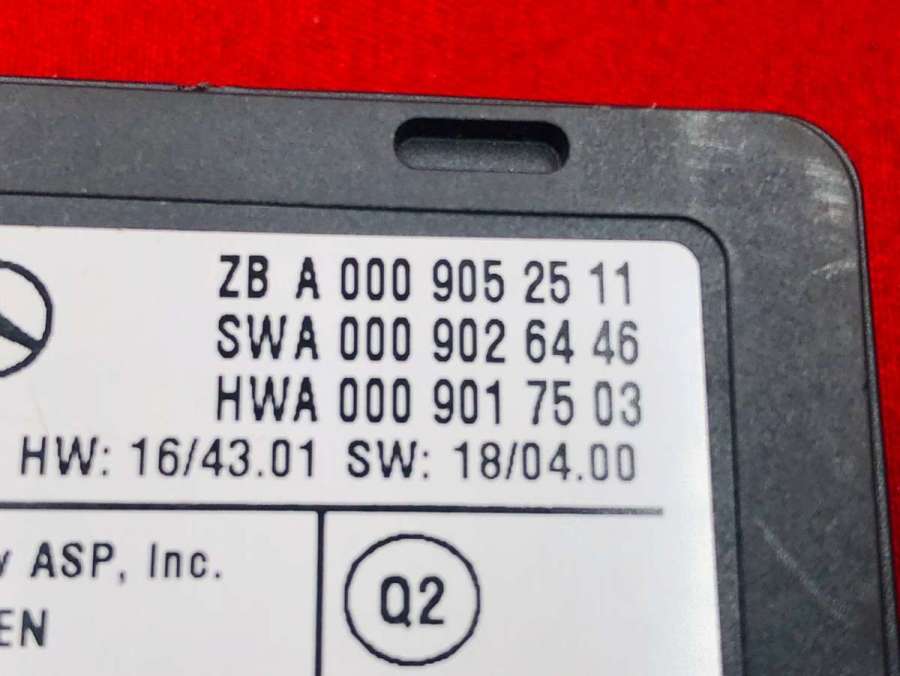 ZB A 000 905 25 11
SWA 000 902 64 46
HWA 000 901 75 03
HW: 16/43.01 SW: 18/04.00
ASP, Inc.
Q2